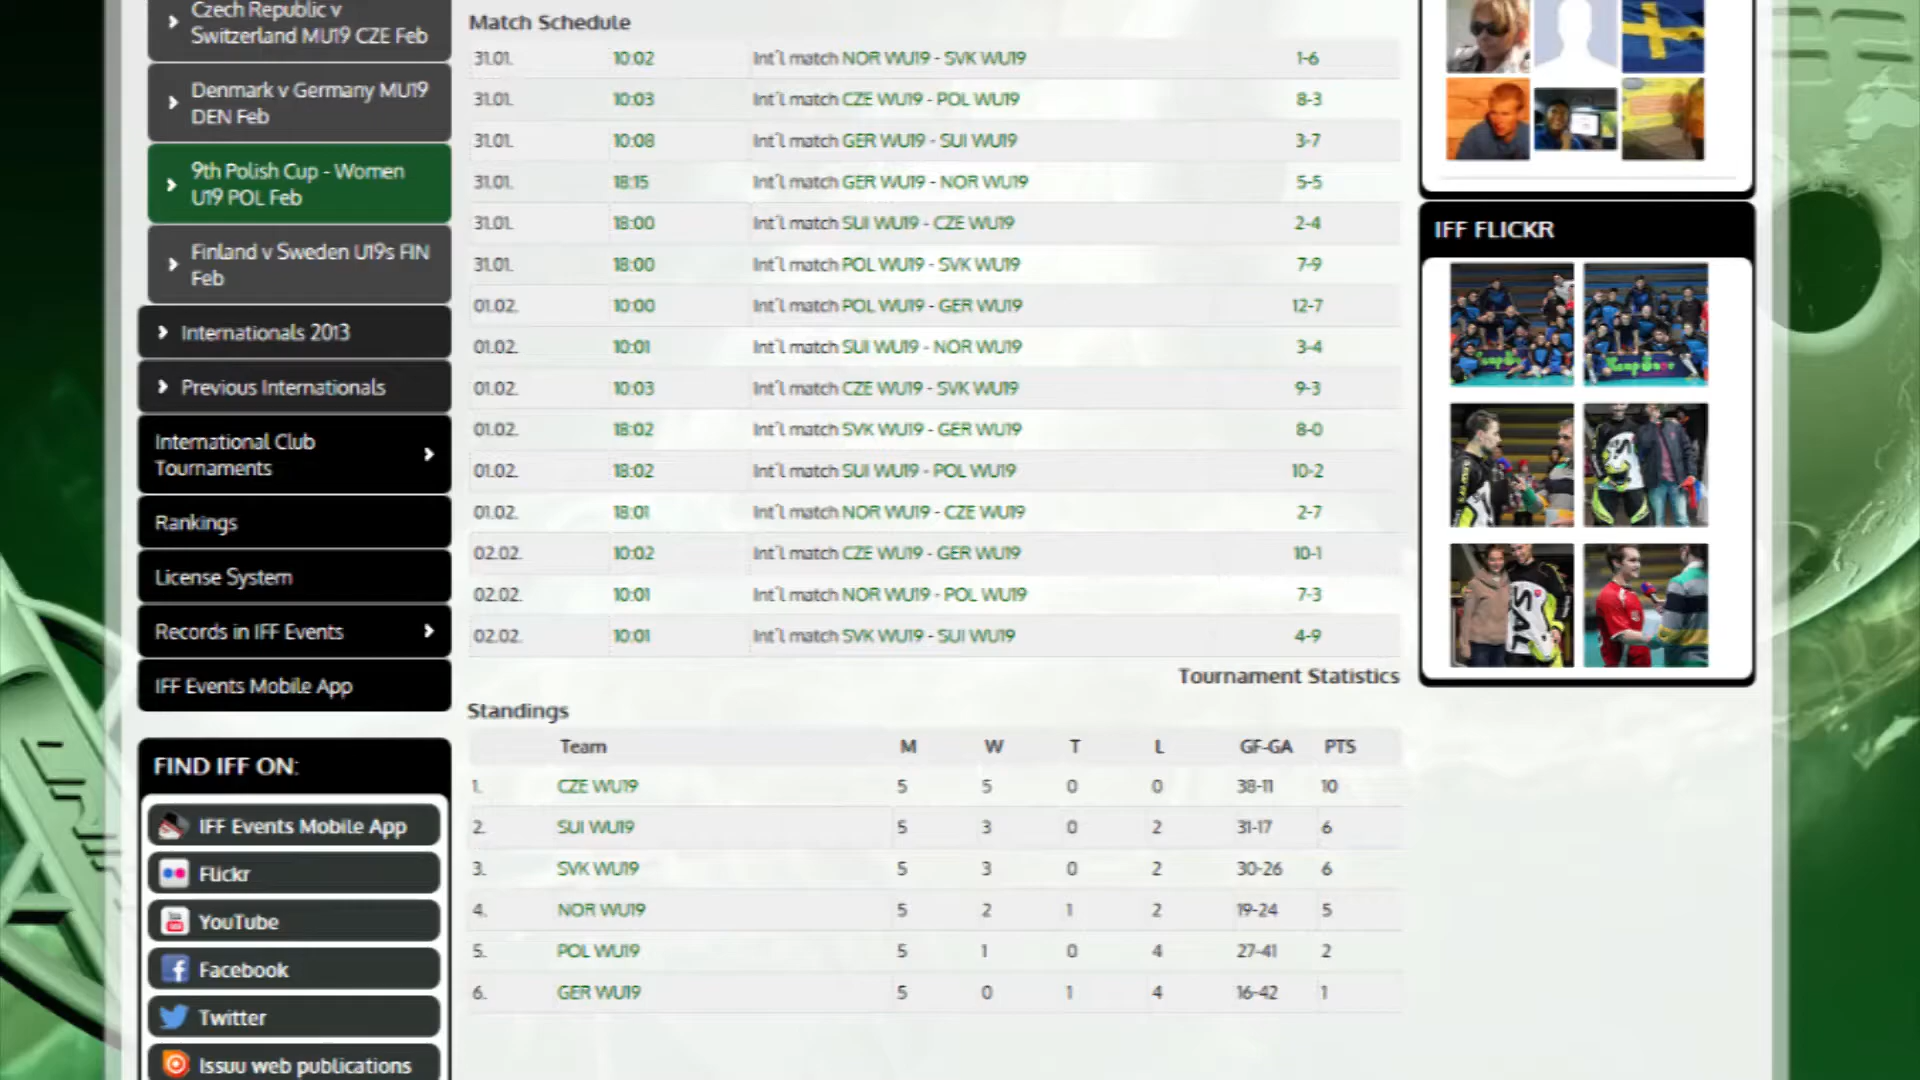 Czech Republic v
Switzerland MU19 CZE Feb
Denmark v Germany MU19
DEN Feb
9th Polish Cup - Women
U19 POL Feb
Finland v Sweden U19s FIN
Feb
Internationals 2013
Previous Internationals
International Club
Tournaments
Rankings
License System
Records in IFF Events
IFF Events Mobile App
FIND IFF ON:
IFF Events Mobile App
Flickr
YouTube
Facebook
Twitter
Issuu web publications
Match Schedule
31.01. 10:02 Int´l match NOR WU19 - SVK WU19 1-6
31.01. 10:03 Int´l match CZE WU19 - POL WU19 8-3
31.01. 10:08 Int´l match GER WU19 - SUI WU19 3-7
31.01. 18:15 Int´l match GER WU19 - NOR WU19 5-5
31.01. 18:00 Int´l match SUI WU19 - CZE WU19 2-4
31.01. 18:00 Int´l match POL WU19 - SVK WU19 7-9
01.02. 10:00 Int´l match POL WU19 - GER WU19 12-7
01.02. 10:01 Int´l match SUI WU19 - NOR WU19 3-4
01.02. 10:03 Int´l match CZE WU19 - SVK WU19 9-3
01.02. 18:02 Int´l match SVK WU19 - GER WU19 8-0
01.02. 18:02 Int´l match SUI WU19 - POL WU19 10-2
01.02. 18:01 Int´l match NOR WU19 - CZE WU19 2-7
02.02. 10:02 Int´l match CZE WU19 - GER WU19 10-1
02.02. 10:01 Int´l match NOR WU19 - POL WU19 7-3
02.02. 10:01 Int´l match SVK WU19 - SUI WU19 4-9
Tournament Statistics
Standings
Team M W T L GF-GA PTS
1. CZE WU19 5 5 0 0 38-11 10
2. SUI WU19 5 3 0 2 31-17 6
3. SVK WU19 5 3 0 2 30-26 6
4. NOR WU19 5 2 1 2 19-24 5
5. POL WU19 5 1 0 4 27-41 2
6. GER WU19 5 0 1 4 16-42 1
IFF FLICKR